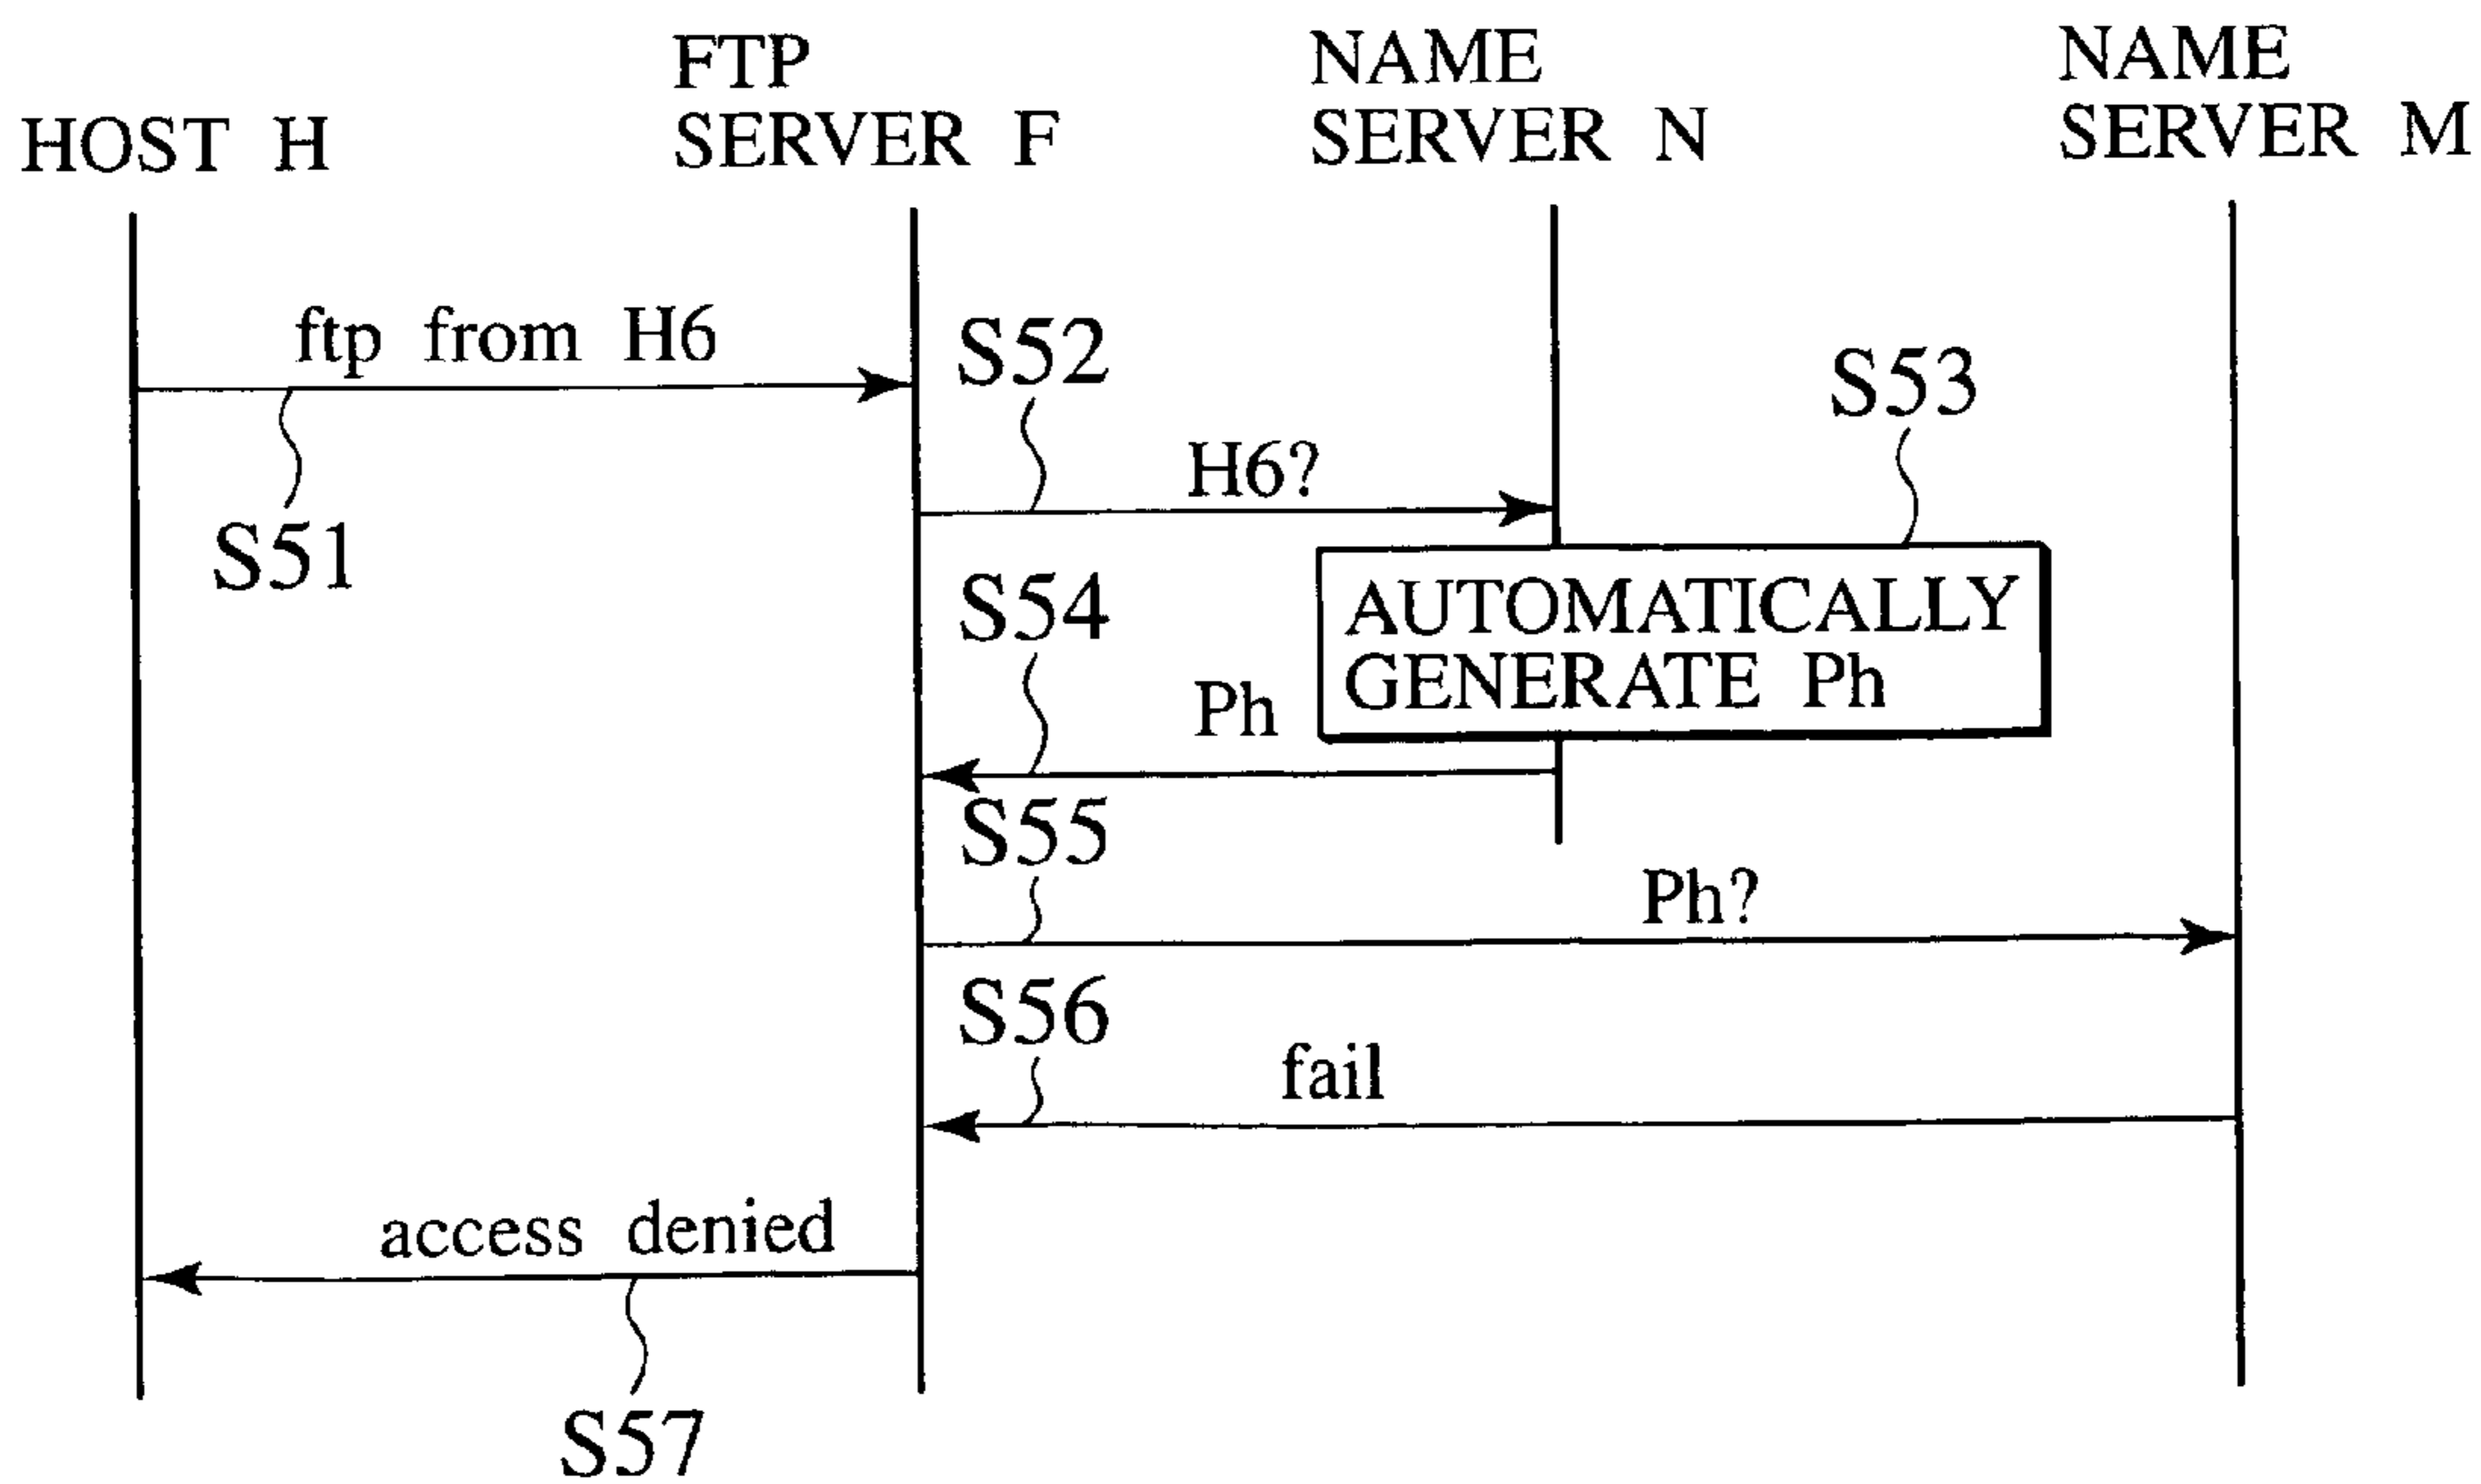 HOST H
FTP
SERVER F
NAME
SERVER N
NAME
SERVER M
ftp from H6
S51
S52
H6?
S53
AUTOMATICALLY
GENERATE Ph
S54
Ph
S55
Ph?
S56
fail
access denied
S57